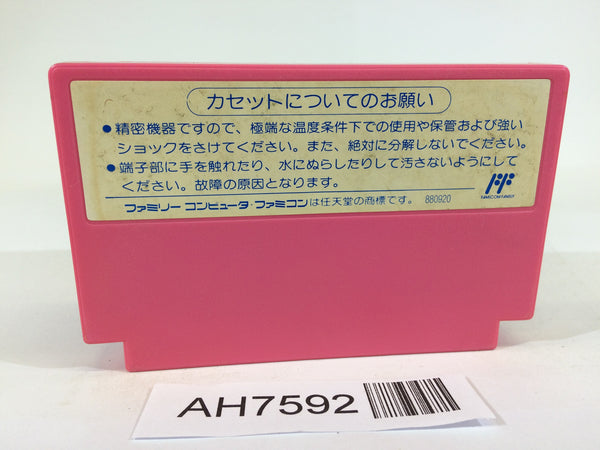 カセットについてのお願い
●精密機器ですので、極端な温度条件下での使用や保管および強い
ショックをさけてください。また、絶対に分解しないでください。
●端子部に手を触れたり、水にぬらしたりして汚さないようにして
ください。故障の原因となります。
FAMICOM FAMILY
ファミリー コンピュータ・ファミコンは任天堂の商標です。 880920
AH7592